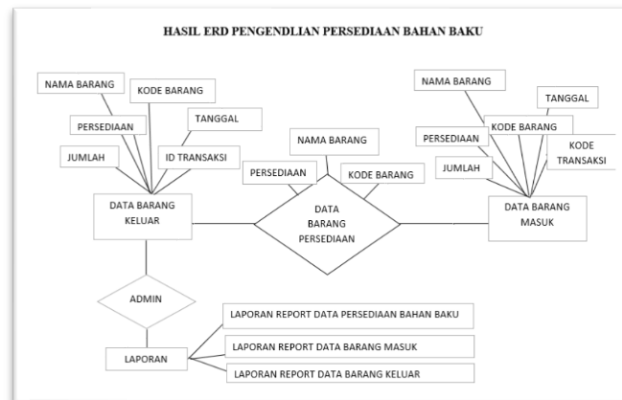 HASIL ERD PENGENDLIAN PERSEDIAAN BAHAN BAKU
NAMA BARANG
KODE BARANG
PERSEDIAAN
TANGGAL
JUMLAH
ID TRANSAKSI
DATA BARANG
KELUAR
NAMA BARANG
PERSEDIAAN
KODE BARANG
DATA
BARANG
PERSEDIAAN
NAMA BARANG
TANGGAL
KODE BARANG
PERSEDIAAN
KODE
TRANSAKSI
JUMLAH
DATA BARANG
MASUK
ADMIN
LAPORAN
LAPORAN REPORT DATA PERSEDIAAN BAHAN BAKU
LAPORAN REPORT DATA BARANG MASUK
LAPORAN REPORT DATA BARANG KELUAR